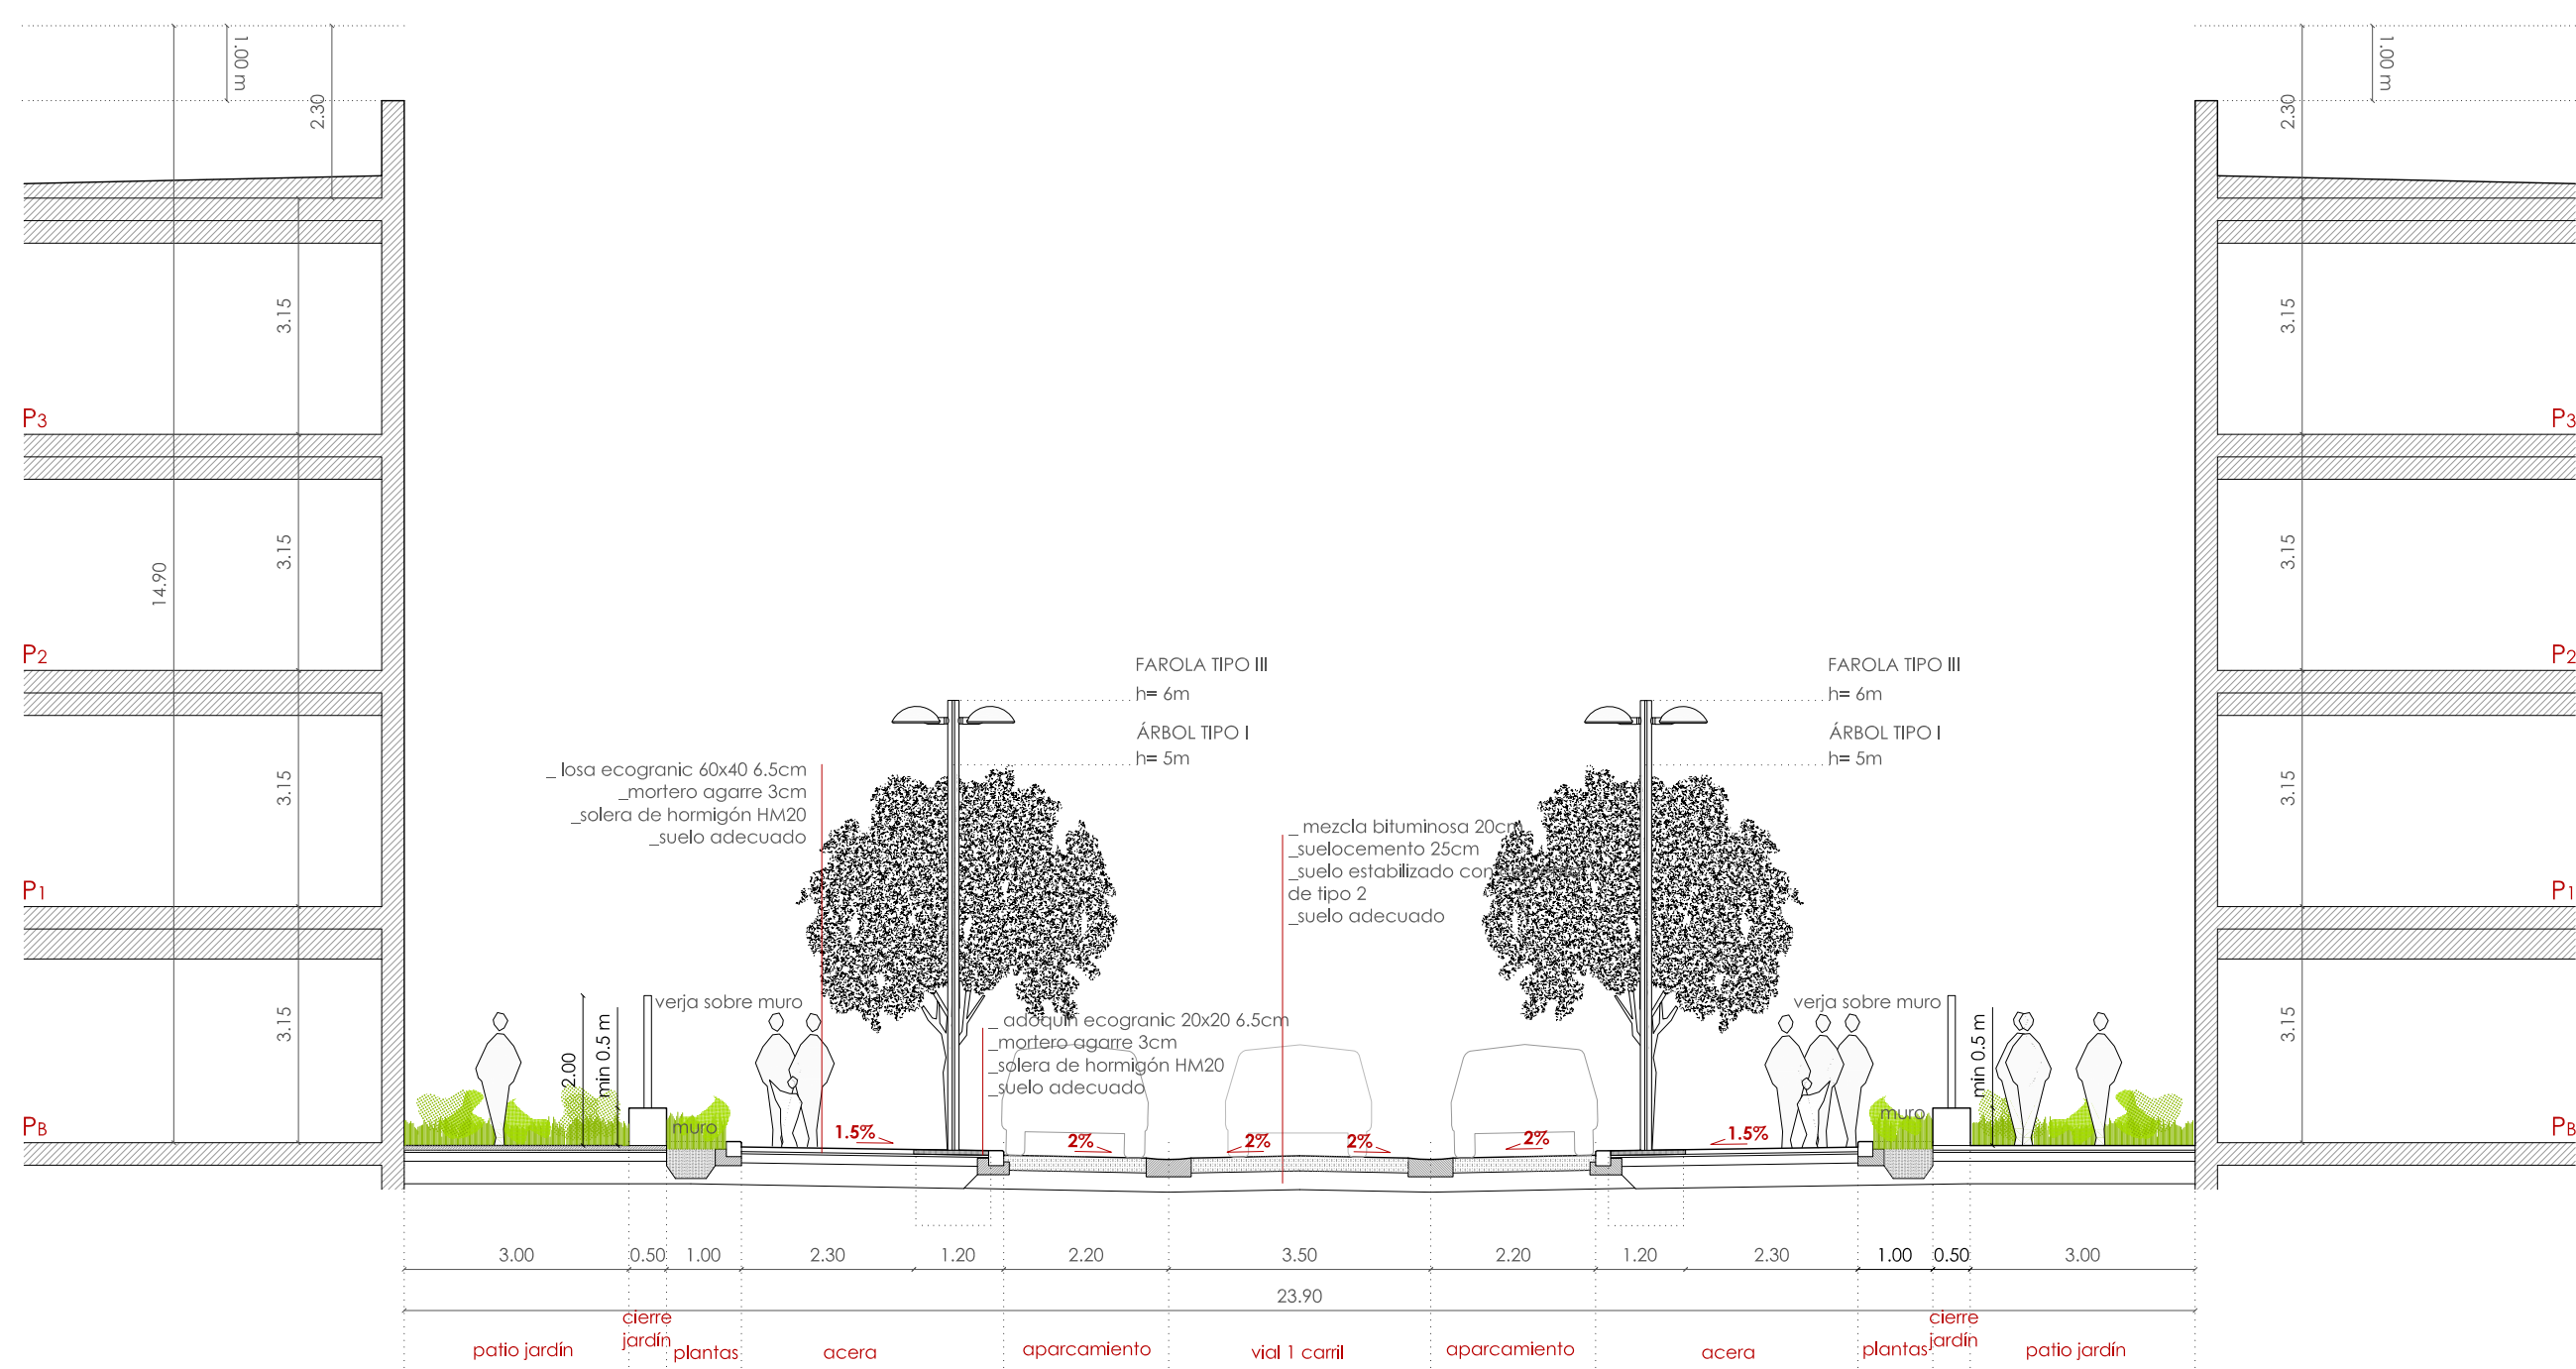 1.00 m
2.30
1.00 m
2.30
3.15
3.15
P3
P3
14.90
3.15
3.15
P2
P2
FAROLA TIPO III
h= 6m
ÁRBOL TIPO I
h= 5m
FAROLA TIPO III
h= 6m
ÁRBOL TIPO I
h= 5m
_ losa ecogranic 60x40 6.5cm
_mortero agarre 3cm
_solera de hormigón HM20
_suelo adecuado
3.15
3.15
_ mezcla bituminosa 20cm
_suelocemento 25cm
_suelo estabilizado con
de tipo 2
_suelo adecuado
P1
P1
3.15
3.15
verja sobre muro
verja sobre muro
_ adoquín ecogranic 20x20 6.5cm
_mortero agarre 3cm
_solera de hormigón HM20
_suelo adecuado
2.00
min 0.5 m
min 0.5 m
muro
muro
PB
PB
1.5%
2%
2%
2%
2%
1.5%
3.00 0.50 1.00 2.30 1.20 2.20 3.50 2.20 1.20 2.30 1.00 0.50 3.00
23.90
patio jardín
cierre
jardín
plantas
acera
aparcamiento
vial 1 carril
aparcamiento
acera
plantas
cierre
jardín
patio jardín